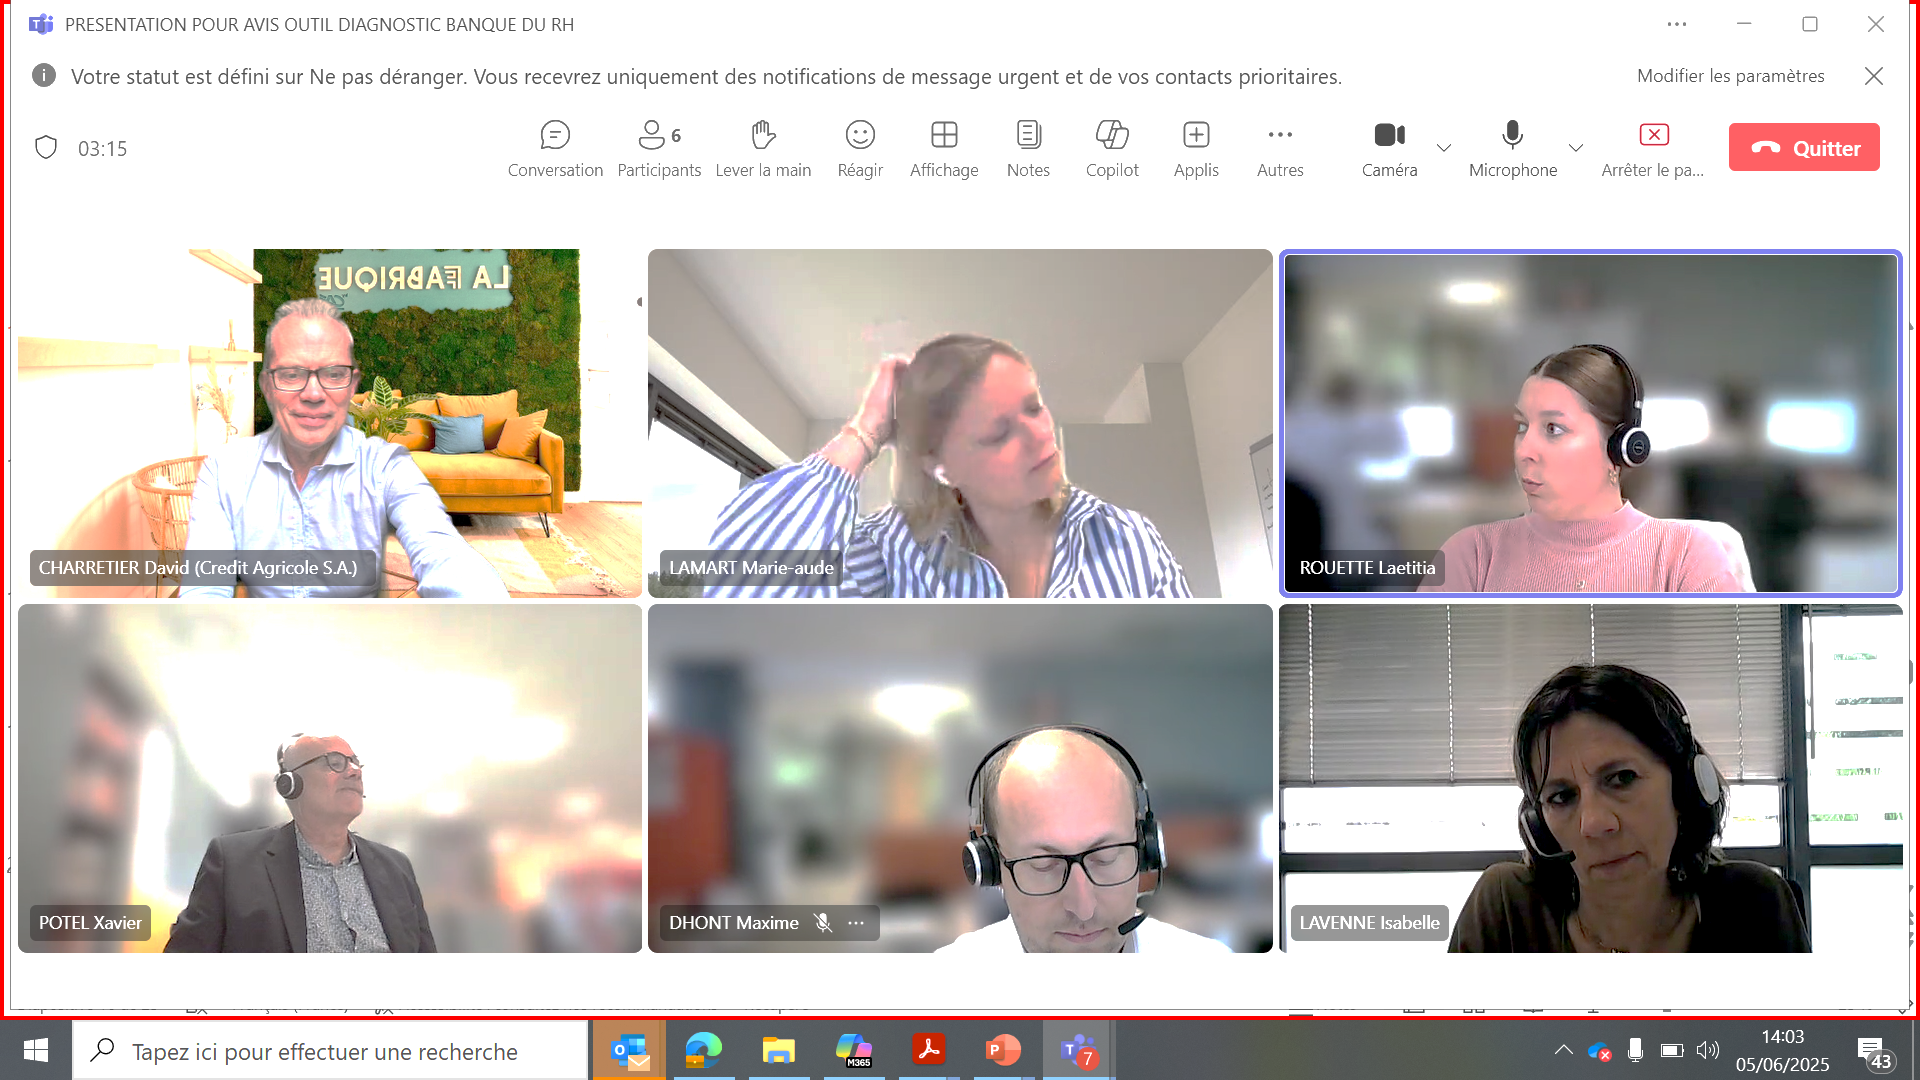 PRESENTATION POUR AVIS OUTIL DIAGNOSTIC BANQUE DU RH
Votre statut est défini sur Ne pas déranger. Vous recevrez uniquement des notifications de message urgent et de vos contacts prioritaires.
Modifier les paramètres
03:15
Conversation
Participants 6
Lever la main
Réagir
Affichage
Notes
Copilot
Applis
Autres
Caméra
Microphone
Arrêter le pa...
Quitter
LA FABRIQUE
CHARRETIER David (Credit Agricole S.A.)
LAMART Marie-aude
ROUETTE Laetitia
POTEL Xavier
DHONT Maxime
LAVENNE Isabelle
Tapez ici pour effectuer une recherche
M365
7
14:03
05/06/2025
43